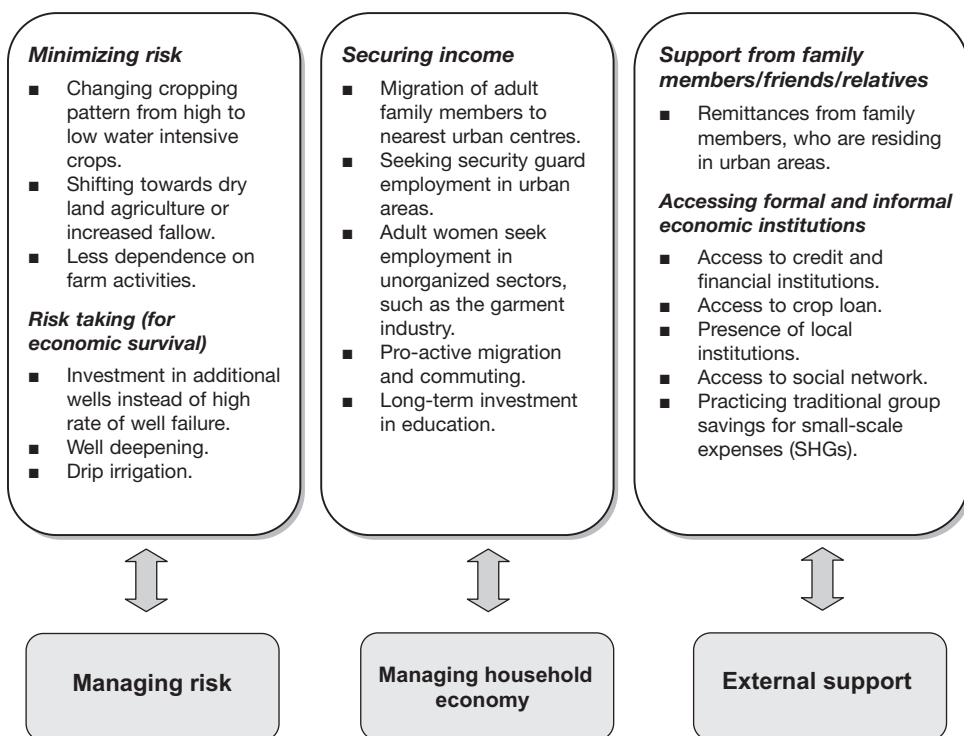 Minimizing risk
■ Changing cropping
pattern from high to
low water intensive
crops.
■ Shifting towards dry
land agriculture or
increased fallow.
■ Less dependence on
farm activities.
Risk taking (for
economic survival)
■ Investment in additional
wells instead of high
rate of well failure.
■ Well deepening.
■ Drip irrigation.
Securing income
■ Migration of adult
family members to
nearest urban centres.
■ Seeking security guard
employment in urban
areas.
■ Adult women seek
employment in
unorganized sectors,
such as the garment
industry.
■ Pro-active migration
and commuting.
■ Long-term investment
in education.
Support from family
members/friends/relatives
■ Remittances from family
members, who are residing
in urban areas.
Accessing formal and informal
economic institutions
■ Access to credit and
financial institutions.
■ Access to crop loan.
■ Presence of local
institutions.
■ Access to social network.
■ Practicing traditional group
savings for small-scale
expenses (SHGs).
Managing risk
Managing household
economy
External support